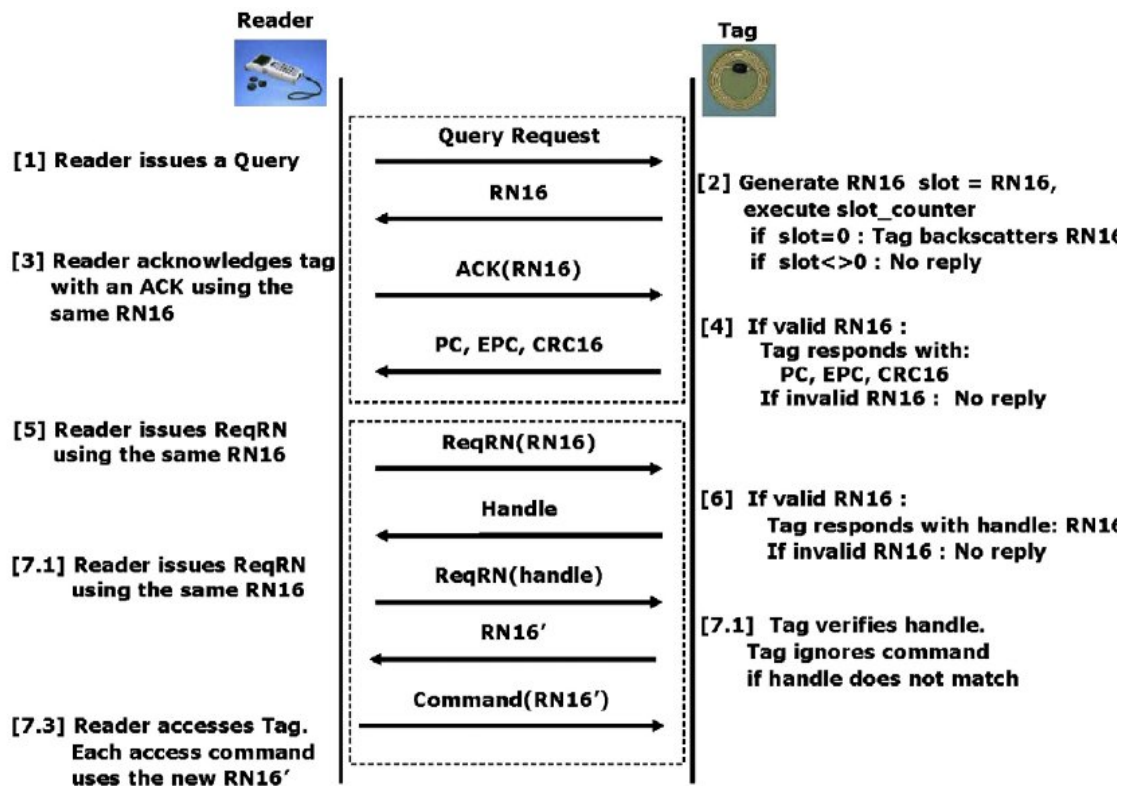 Reader
Tag
Query Request
[1] Reader issues a Query
RN16
[2] Generate RN16 slot = RN16,
execute slot_counter
if slot=0 : Tag backscatters RN16
if slot<>0 : No reply
[3] Reader acknowledges tag
with an ACK using the
same RN16
ACK(RN16)
PC, EPC, CRC16
[4] If valid RN16 :
Tag responds with:
PC, EPC, CRC16
If invalid RN16 : No reply
[5] Reader issues ReqRN
using the same RN16
ReqRN(RN16)
Handle
[6] If valid RN16 :
Tag responds with handle: RN16
If invalid RN16 : No reply
[7.1] Reader issues ReqRN
using the same RN16
ReqRN(handle)
RN16′
[7.1] Tag verifies handle.
Tag ignores command
if handle does not match
Command(RN16′)
[7.3] Reader accesses Tag.
Each access command
uses the new RN16′